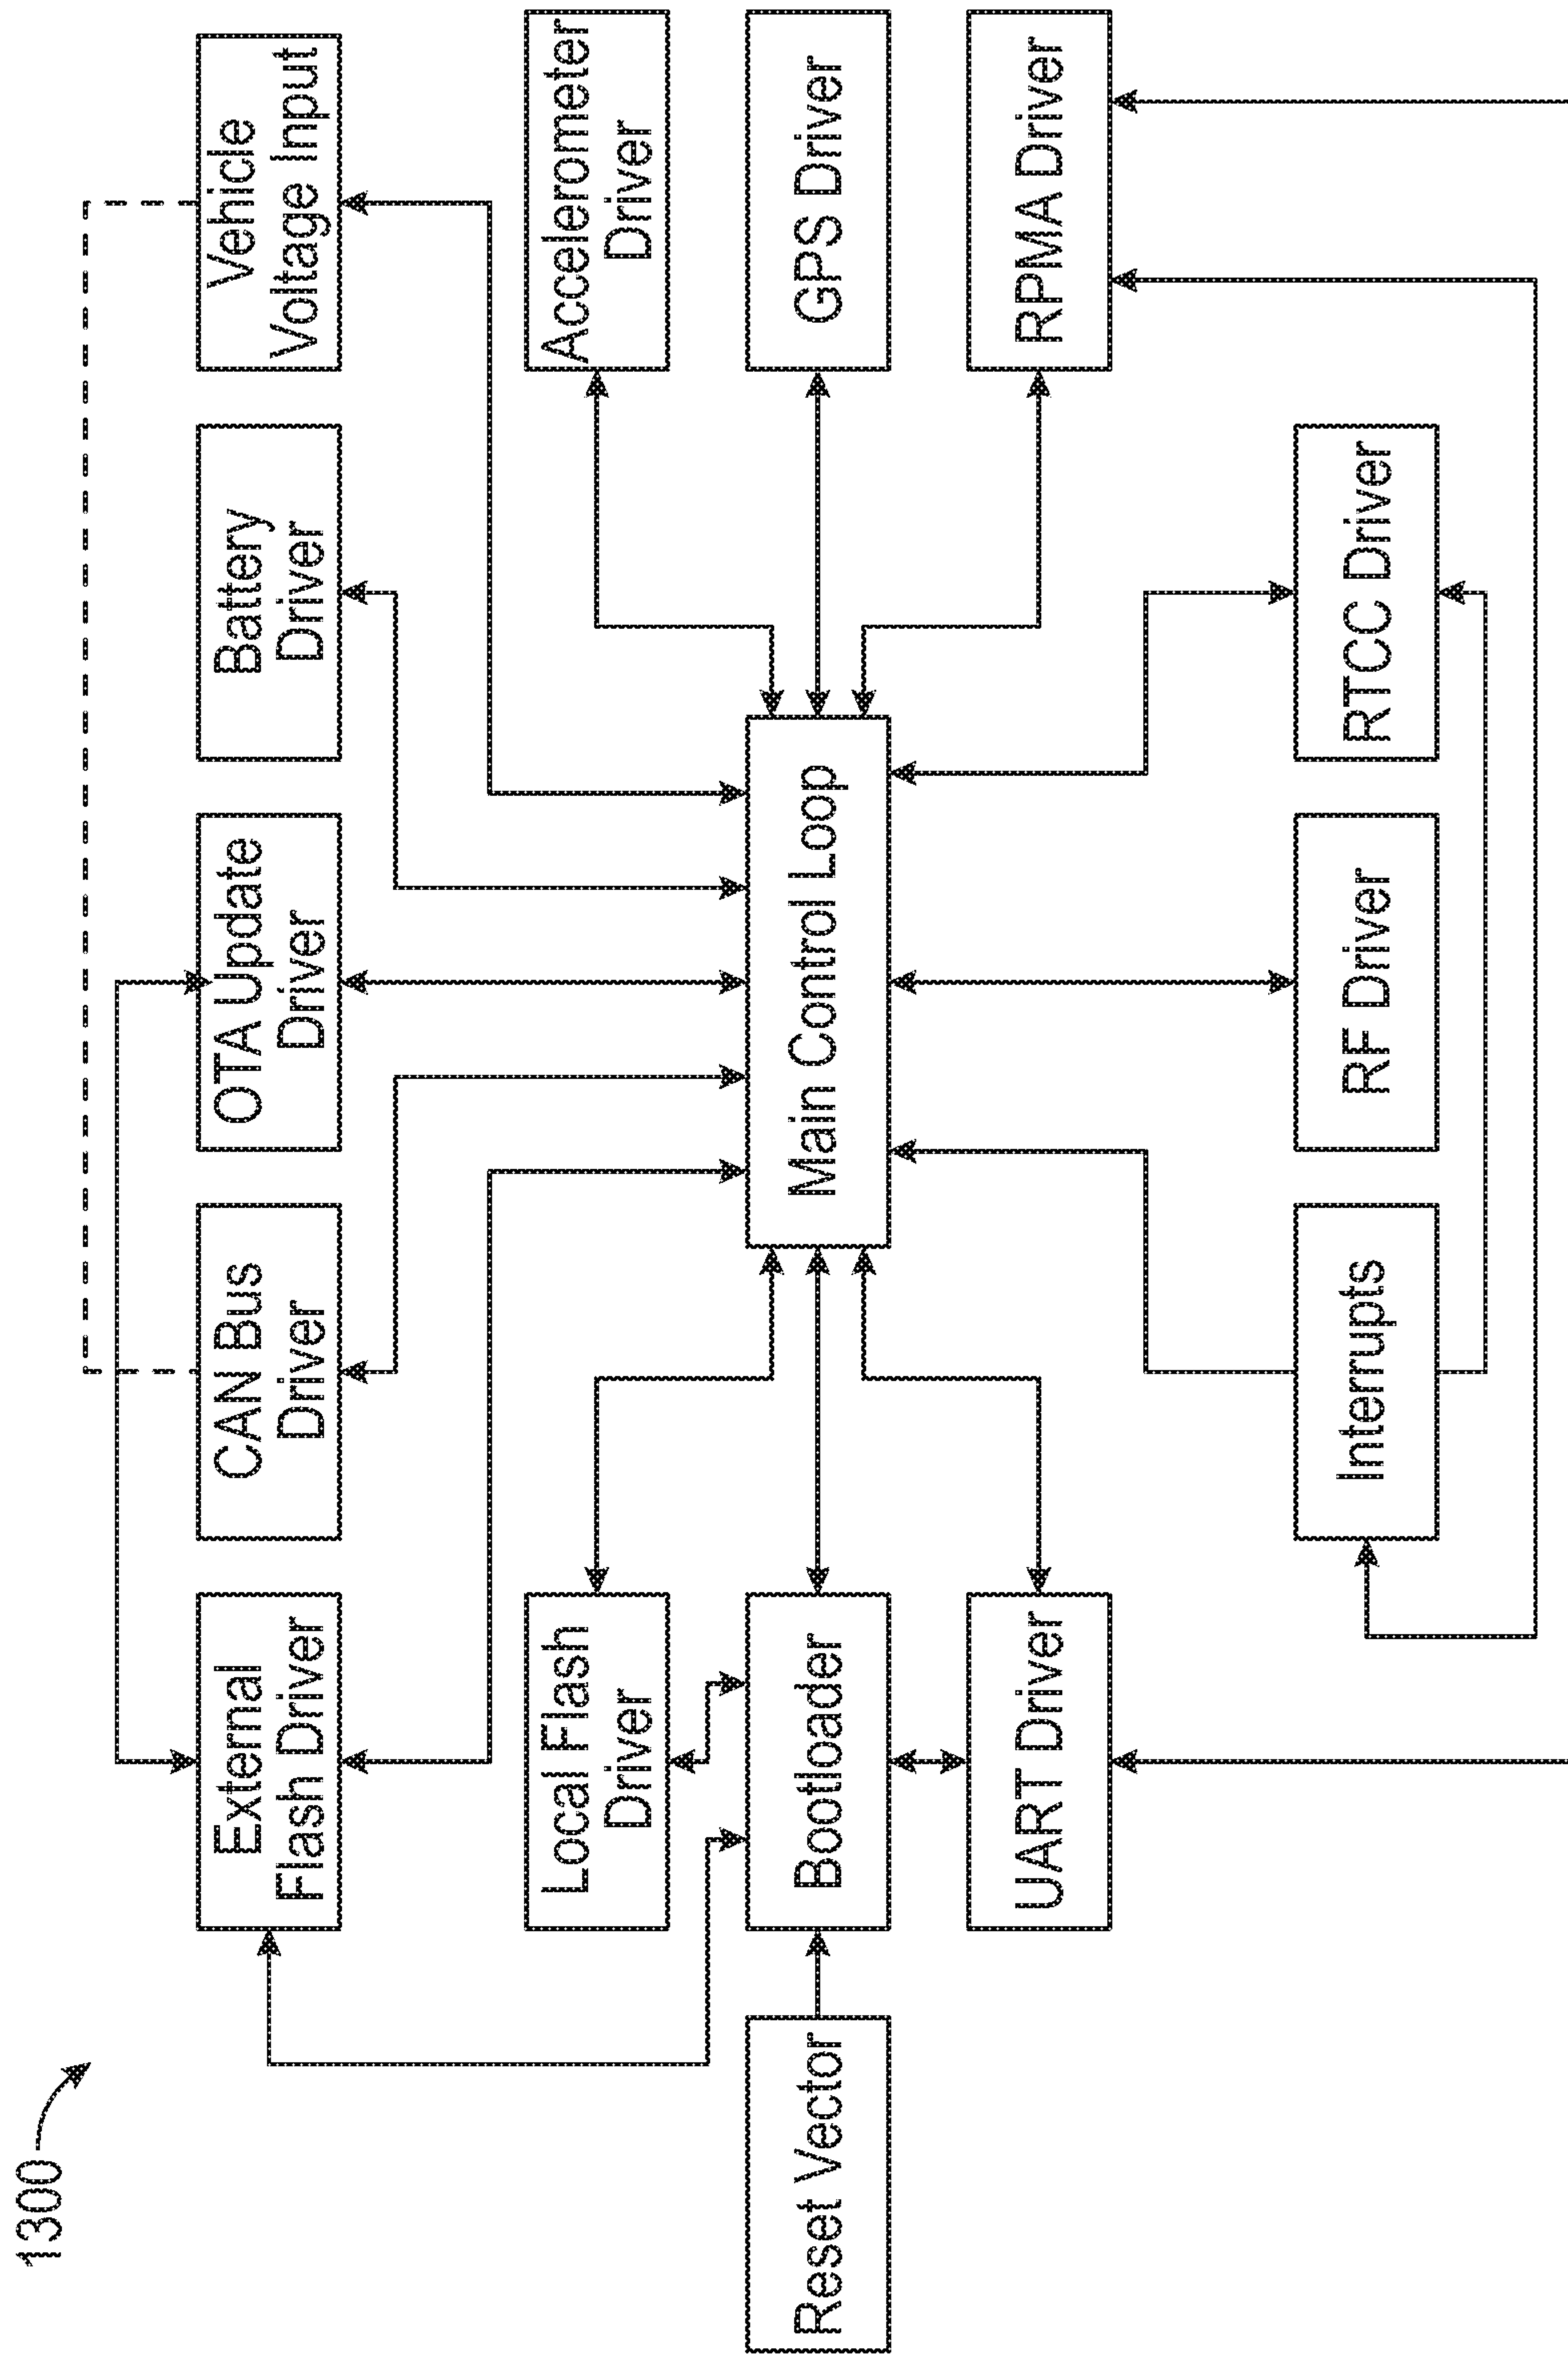 1300
External
Flash Driver
CAN Bus
Driver
OTA Update
Driver
Battery
Driver
Vehicle
Voltage Input
Local Flash
Driver
Accelerometer
Driver
Reset Vector
Bootloader
Main Control Loop
GPS Driver
UART Driver
RPMA Driver
Interrupts
RF Driver
RTCC Driver